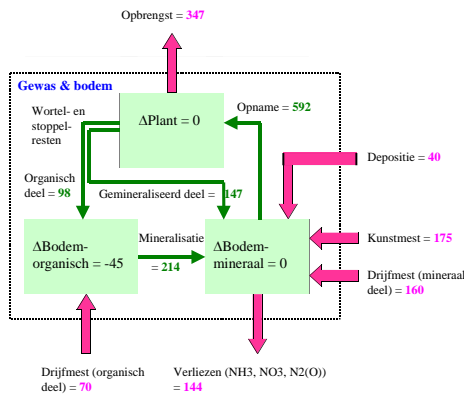 Opbrengst = 347
Gewas & bodem
Wortel- en
stoppel-
resten
ΔPlant = 0
Opname = 592
Depositie = 40
Organisch
deel = 98
Gemineraliseerd deel = 147
ΔBodem-
organisch = -45
Mineralisatie
= 214
ΔBodem-
mineraal = 0
Kunstmest = 175
Drijfmest (mineraal
deel) = 160
Drijfmest (organisch
deel) = 70
Verliezen (NH3, NO3, N2(O))
= 144